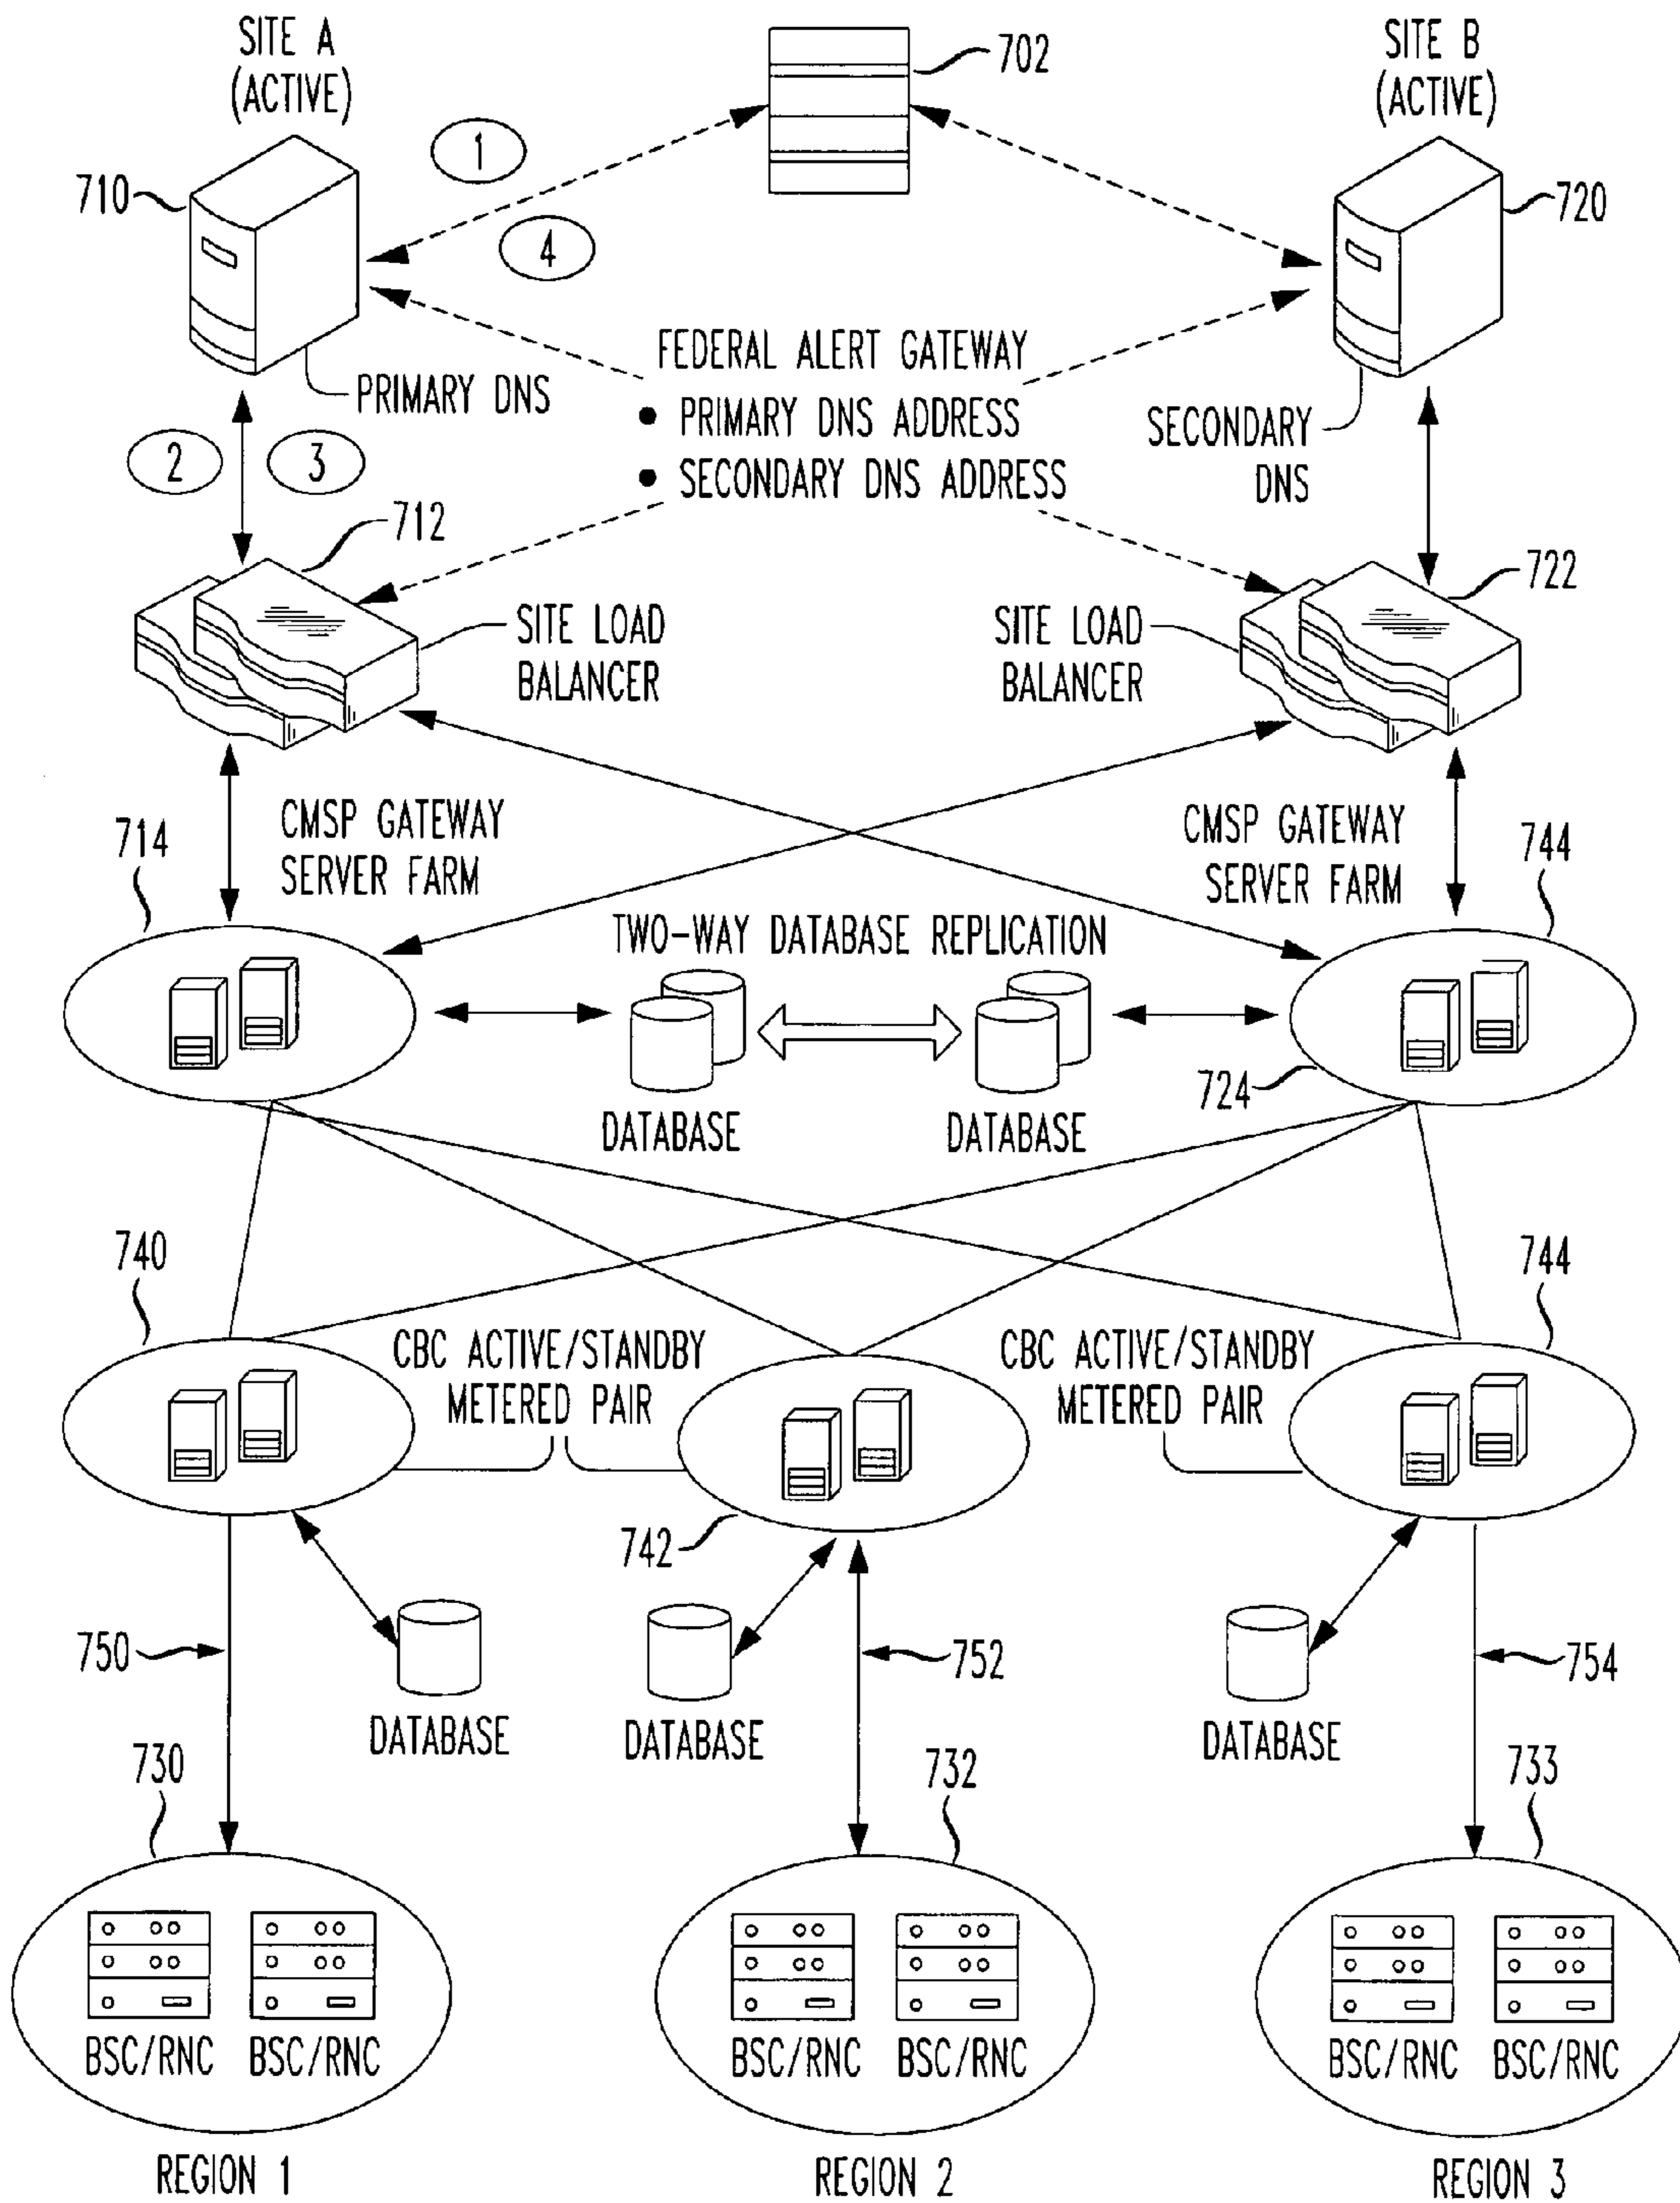 SITE A
(ACTIVE)
702
SITE B
(ACTIVE)
1
710
720
4
FEDERAL ALERT GATEWAY
PRIMARY DNS
• PRIMARY DNS ADDRESS
SECONDARY
DNS
2
3
• SECONDARY DNS ADDRESS
712
722
SITE LOAD
BALANCER
SITE LOAD
BALANCER
CMSP GATEWAY
SERVER FARM
CMSP GATEWAY
SERVER FARM
714
744
TWO-WAY DATABASE REPLICATION
724
DATABASE
DATABASE
740
744
CBC ACTIVE/STANDBY
METERED PAIR
CBC ACTIVE/STANDBY
METERED PAIR
742
750
752
754
DATABASE
DATABASE
DATABASE
730
732
733
BSC/RNC
BSC/RNC
BSC/RNC
BSC/RNC
BSC/RNC
BSC/RNC
REGION 1
REGION 2
REGION 3